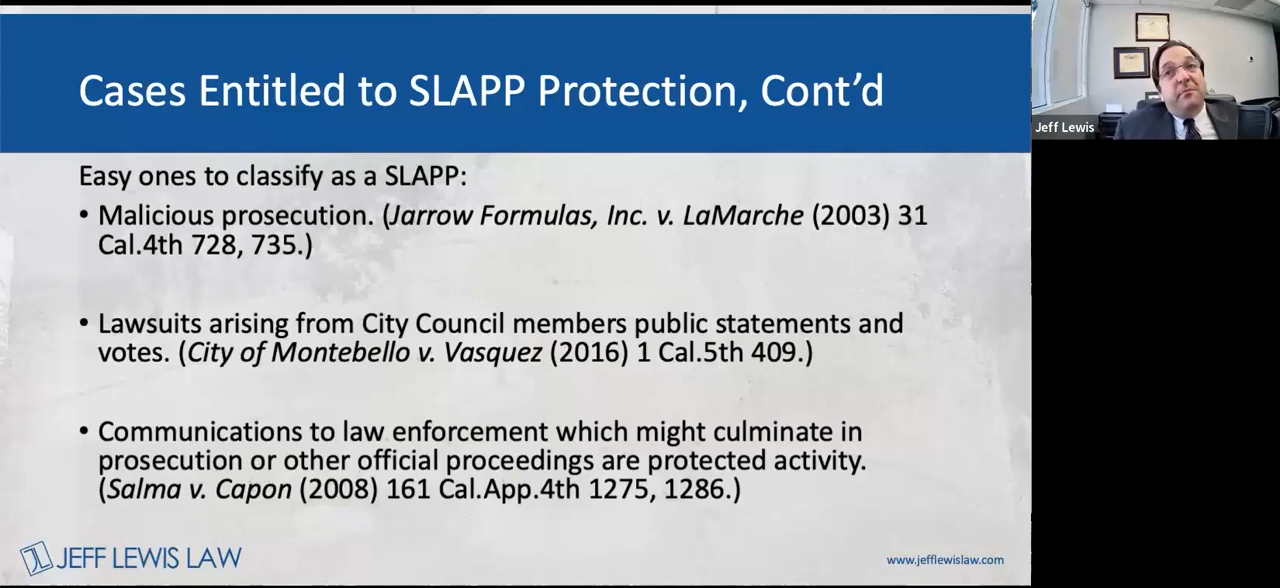 Cases Entitled to SLAPP Protection, Cont’d
Easy ones to classify as a SLAPP:
• Malicious prosecution. (Jarrow Formulas, Inc. v. LaMarche (2003) 31
Cal.4th 728, 735.)
• Lawsuits arising from City Council members public statements and
votes. (City of Montebello v. Vasquez (2016) 1 Cal.5th 409.)
• Communications to law enforcement which might culminate in
prosecution or other official proceedings are protected activity.
(Salma v. Capon (2008) 161 Cal.App.4th 1275, 1286.)
JEFF LEWIS LAW
www.jefflewislaw.com
Jeff Lewis